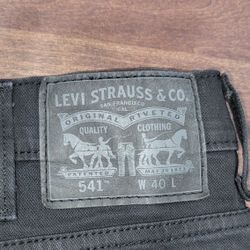 LEVI STRAUSS & CO.
SAN FRANCISCO
CAL.
ORIGINAL RIVETED
QUALITY CLOTHING
PATENTED
541™ W 40 L